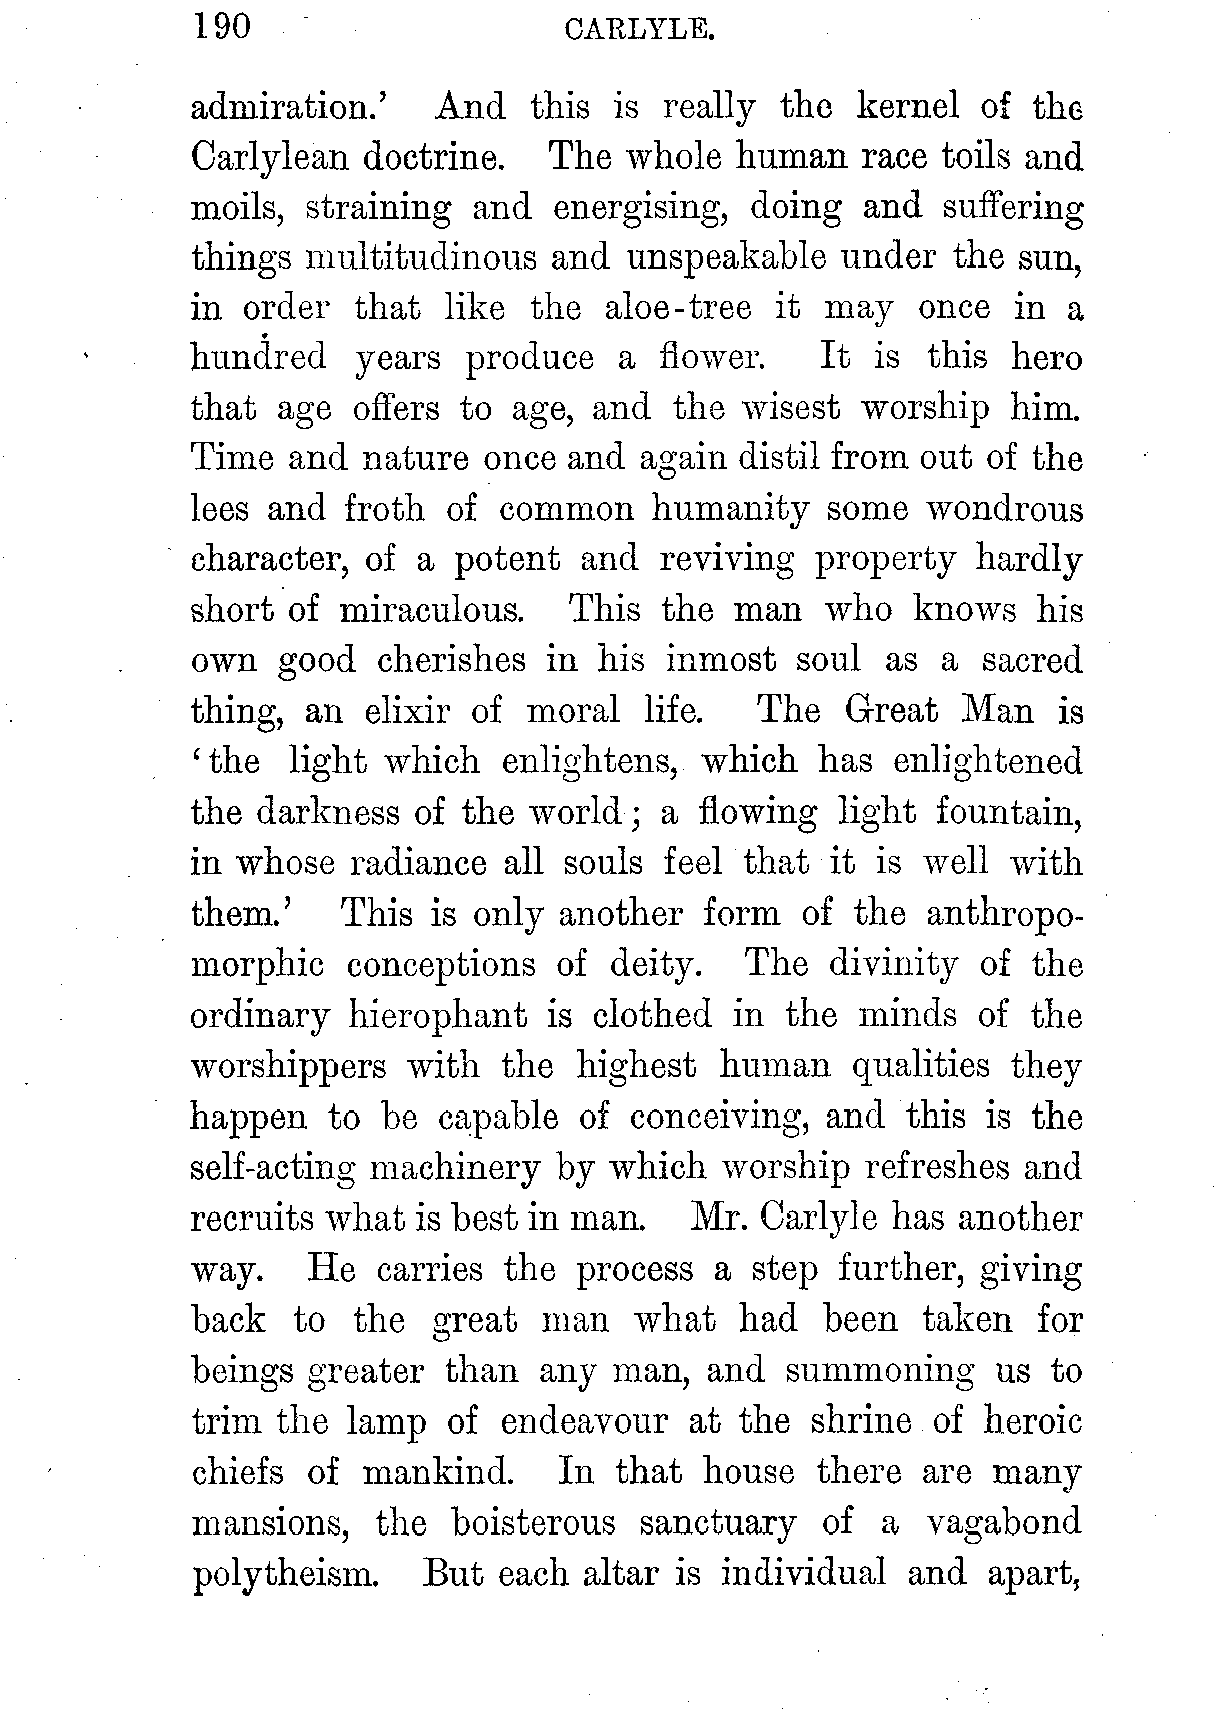 190 CARLYLE.
admiration.’ And this is really the kernel of the
Carlylean doctrine. The whole human race toils and
moils, straining and energising, doing and suffering
things multitudinous and unspeakable under the sun,
in order that like the aloe-tree it may once in a
hundred years produce a flower. It is this hero
that age offers to age, and the wisest worship him.
Time and nature once and again distil from out of the
lees and froth of common humanity some wondrous
character, of a potent and reviving property hardly
short of miraculous. This the man who knows his
own good cherishes in his inmost soul as a sacred
thing, an elixir of moral life. The Great Man is
‘the light which enlightens, which has enlightened
the darkness of the world; a flowing light fountain,
in whose radiance all souls feel that it is well with
them.’ This is only another form of the anthropo-
morphic conceptions of deity. The divinity of the
ordinary hierophant is clothed in the minds of the
worshippers with the highest human qualities they
happen to be capable of conceiving, and this is the
self-acting machinery by which worship refreshes and
recruits what is best in man. Mr. Carlyle has another
way. He carries the process a step further, giving
back to the great man what had been taken for
beings greater than any man, and summoning us to
trim the lamp of endeavour at the shrine of heroic
chiefs of mankind. In that house there are many
mansions, the boisterous sanctuary of a vagabond
polytheism. But each altar is individual and apart,